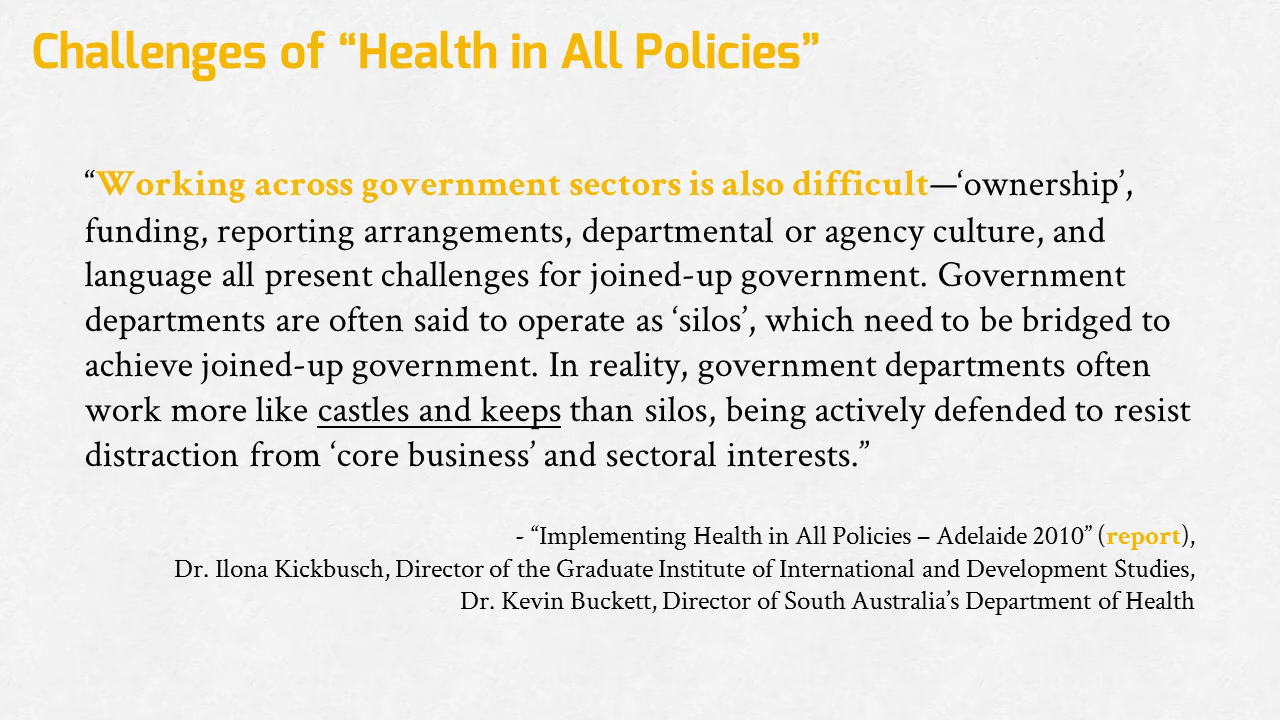 Challenges of “Health in All Policies”
“Working across government sectors is also difficult—‘ownership’,
funding, reporting arrangements, departmental or agency culture, and
language all present challenges for joined-up government. Government
departments are often said to operate as ‘silos’, which need to be bridged to
achieve joined-up government. In reality, government departments often
work more like castles and keeps than silos, being actively defended to resist
distraction from ‘core business’ and sectoral interests.”
- “Implementing Health in All Policies – Adelaide 2010” (report),
Dr. Ilona Kickbusch, Director of the Graduate Institute of International and Development Studies,
Dr. Kevin Buckett, Director of South Australia’s Department of Health